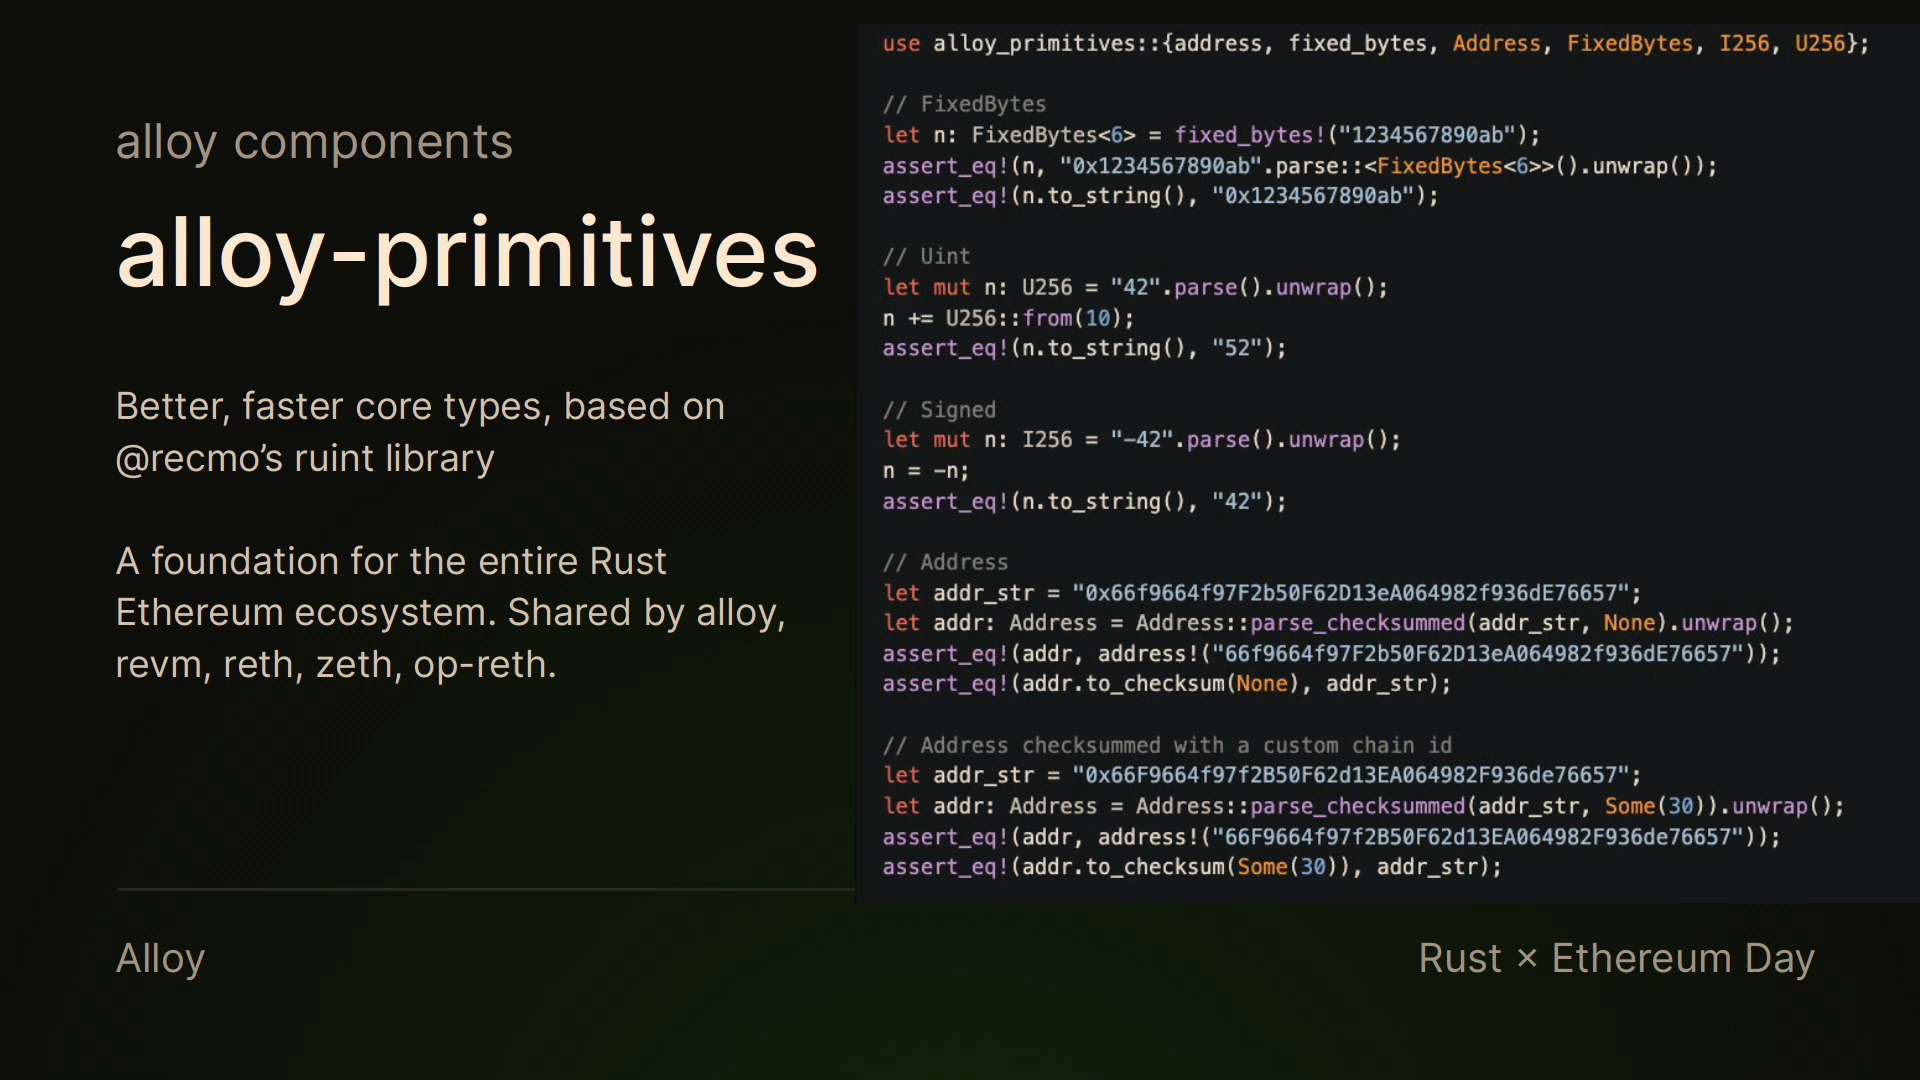 alloy components
alloy-primitives
Better, faster core types, based on
@recmo’s ruint library
A foundation for the entire Rust
Ethereum ecosystem. Shared by alloy,
revm, reth, zeth, op-reth.
use alloy_primitives::{address, fixed_bytes, Address, FixedBytes, I256, U256};
// FixedBytes
let n: FixedBytes<6> = fixed_bytes!("1234567890ab");
assert_eq!(n, "0x1234567890ab".parse::<FixedBytes<6>>().unwrap());
assert_eq!(n.to_string(), "0x1234567890ab");
// Uint
let mut n: U256 = "42".parse().unwrap();
n += U256::from(10);
assert_eq!(n.to_string(), "52");
// Signed
let mut n: I256 = "-42".parse().unwrap();
n = -n;
assert_eq!(n.to_string(), "42");
// Address
let addr_str = "0x66f9664f97F2b50F62D13eA064982f936dE76657";
let addr: Address = Address::parse_checksummed(addr_str, None).unwrap();
assert_eq!(addr, address!("66f9664f97F2b50F62D13eA064982f936dE76657"));
assert_eq!(addr.to_checksum(None), addr_str);
// Address checksummed with a custom chain id
let addr_str = "0x66F9664f97f2B50F62d13EA064982F936de76657";
let addr: Address = Address::parse_checksummed(addr_str, Some(30)).unwrap();
assert_eq!(addr, address!("66F9664f97f2B50F62d13EA064982F936de76657"));
assert_eq!(addr.to_checksum(Some(30)), addr_str);
Alloy
Rust × Ethereum Day